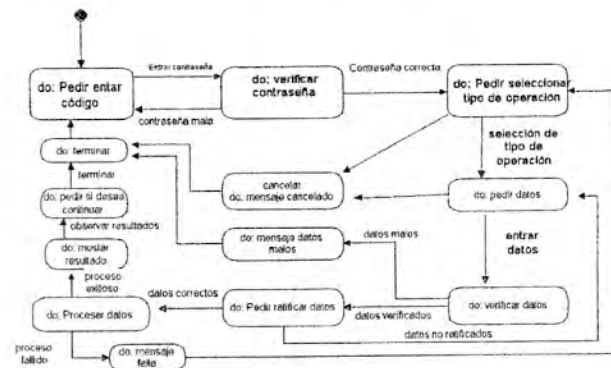 do: Pedir entar
código
Entrar contraseña
do: verificar
contraseña
Contraseña correcta
do: Pedir seleccionar
tipo de operación
contraseña mala
do: terminar
selección de
tipo de
operación
terminar
cancelar
do: mensaje cancelado
do: pedir datos
do: pedir si desea
continuar
observar resultados
do: mensaje datos
malos
datos malos
entrar
datos
do: mostar
resultado
proceso
exitoso
datos correctos
do: Procesar datos
do: Pedir ratificar datos
datos verificados
do: verificar datos
datos no ratificados
proceso
fallido
do: mensaje
falla